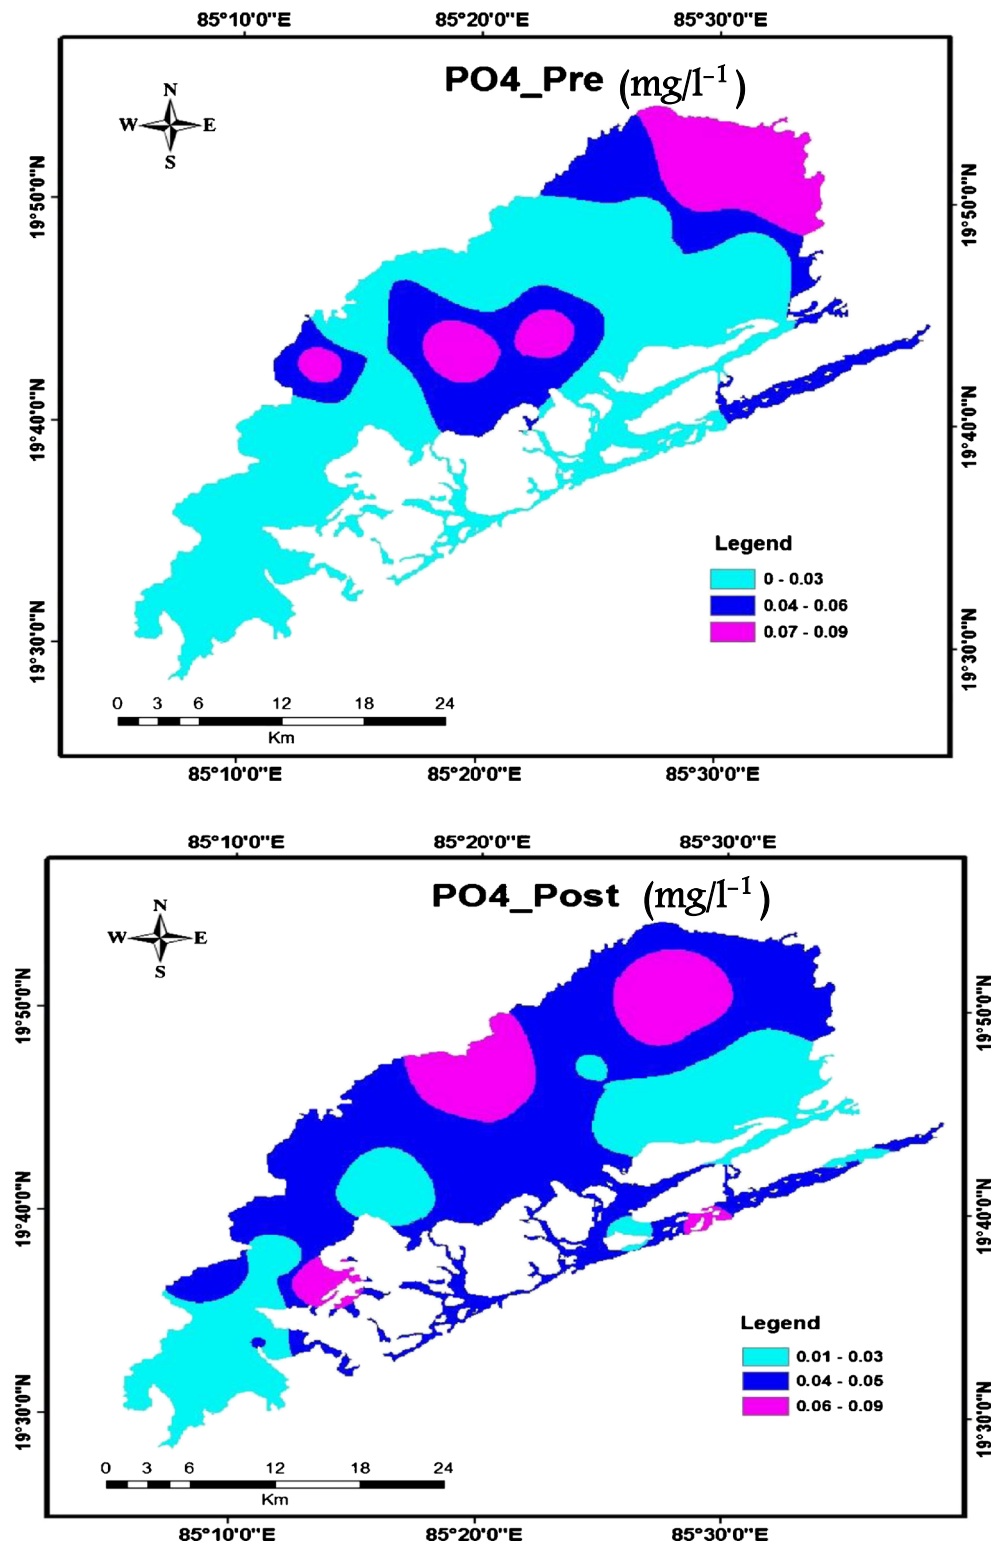 85°10'0"E 85°20'0"E 85°30'0"E
PO4_Pre (mg/l⁻¹)
N
W E
S
19°50'0"N 19°50'0"N
19°40'0"N 19°40'0"N
Legend
0 - 0.03
0.04 - 0.06
0.07 - 0.09
19°30'0"N 19°30'0"N
0 3 6 12 18 24
Km
85°10'0"E 85°20'0"E 85°30'0"E
85°10'0"E 85°20'0"E 85°30'0"E
PO4_Post (mg/l⁻¹)
N
W E
S
19°50'0"N 19°50'0"N
19°40'0"N 19°40'0"N
Legend
0.01 - 0.03
0.04 - 0.05
0.06 - 0.09
19°30'0"N 19°30'0"N
0 3 6 12 18 24
Km
85°10'0"E 85°20'0"E 85°30'0"E